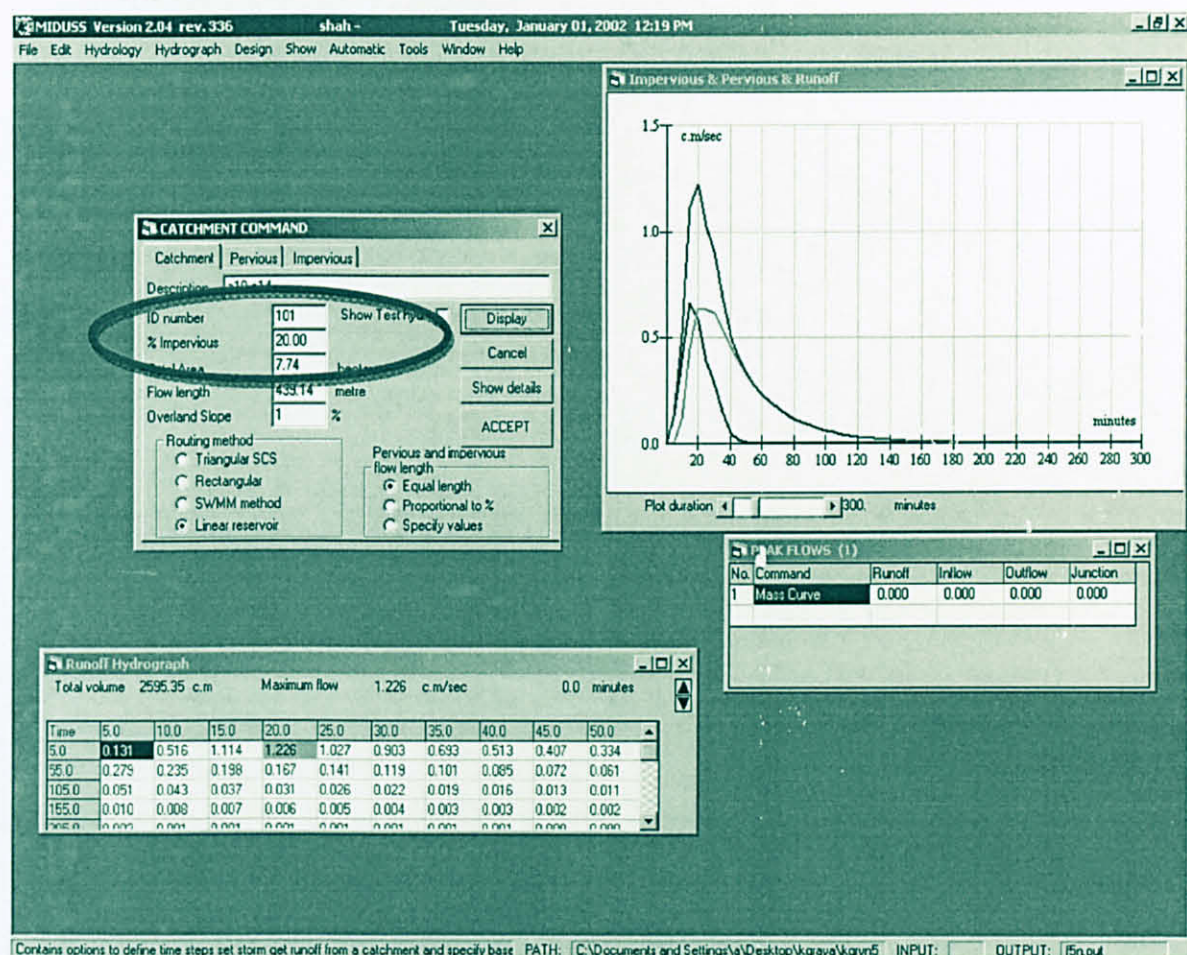 MIDUSS Version 2.04 rev. 336 shah - Tuesday, January 01, 2002 12:19 PM
File Edit Hydrology Hydrograph Design Show Automatic Tools Window Help
Impervious & Pervious & Runoff
1.5
c.m/sec
1.0
0.5
minutes
0.0
20 40 60 80 100 120 140 160 180 200 220 240 260 280 300
Plot duration 300. minutes
CATCHMENT COMMAND
Catchment Pervious Impervious
Description
ID number 101 Show Test
% Impervious 20.00
7.74
Flow length 439.14 metre
Overland Slope 1 %
Display
Cancel
Show details
ACCEPT
Routing method
Triangular SCS
Rectangular
SWMM method
Linear reservoir
Pervious and impervious
flow length
Equal length
Proportional to %
Specify values
PEAK FLOWS (1)
No. Command Runoff Inflow Outflow Junction
1 Mass Curve 0.000 0.000 0.000 0.000
Runoff Hydrograph
Total volume 2595.35 c.m Maximum flow 1.226 c.m/sec 0.0 minutes
Time 5.0 10.0 15.0 20.0 25.0 30.0 35.0 40.0 45.0 50.0
5.0 0.131 0.516 1.114 1.226 1.027 0.903 0.693 0.513 0.407 0.334
55.0 0.279 0.235 0.198 0.167 0.141 0.119 0.101 0.085 0.072 0.061
105.0 0.051 0.043 0.037 0.031 0.026 0.022 0.019 0.016 0.013 0.011
155.0 0.010 0.008 0.007 0.006 0.005 0.004 0.003 0.003 0.002 0.002
Contains options to define time steps set storm get runoff from a catchment and specify base PATH: C:\Documents and Settings\a\Desktop\kgraya\kgryn5 INPUT: OUTPUT: f5n.out